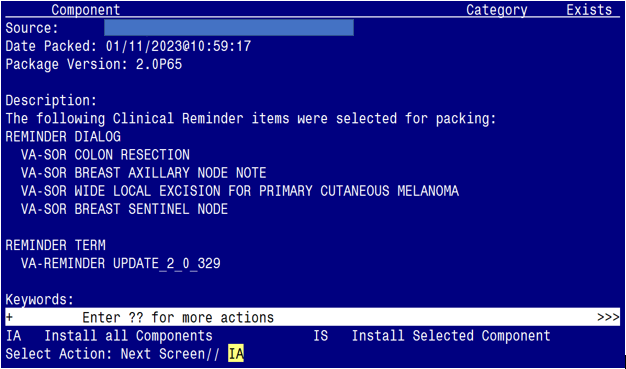 Component Category Exists
Source:
Date Packed: 01/11/2023@10:59:17
Package Version: 2.0P65
Description:
The following Clinical Reminder items were selected for packing:
REMINDER DIALOG
VA-SOR COLON RESECTION
VA-SOR BREAST AXILLARY NODE NOTE
VA-SOR WIDE LOCAL EXCISION FOR PRIMARY CUTANEOUS MELANOMA
VA-SOR BREAST SENTINEL NODE
REMINDER TERM
VA-REMINDER UPDATE_2_0_329
Keywords:
+ Enter ?? for more actions >>>
IA Install all Components IS Install Selected Component
Select Action: Next Screen// IA